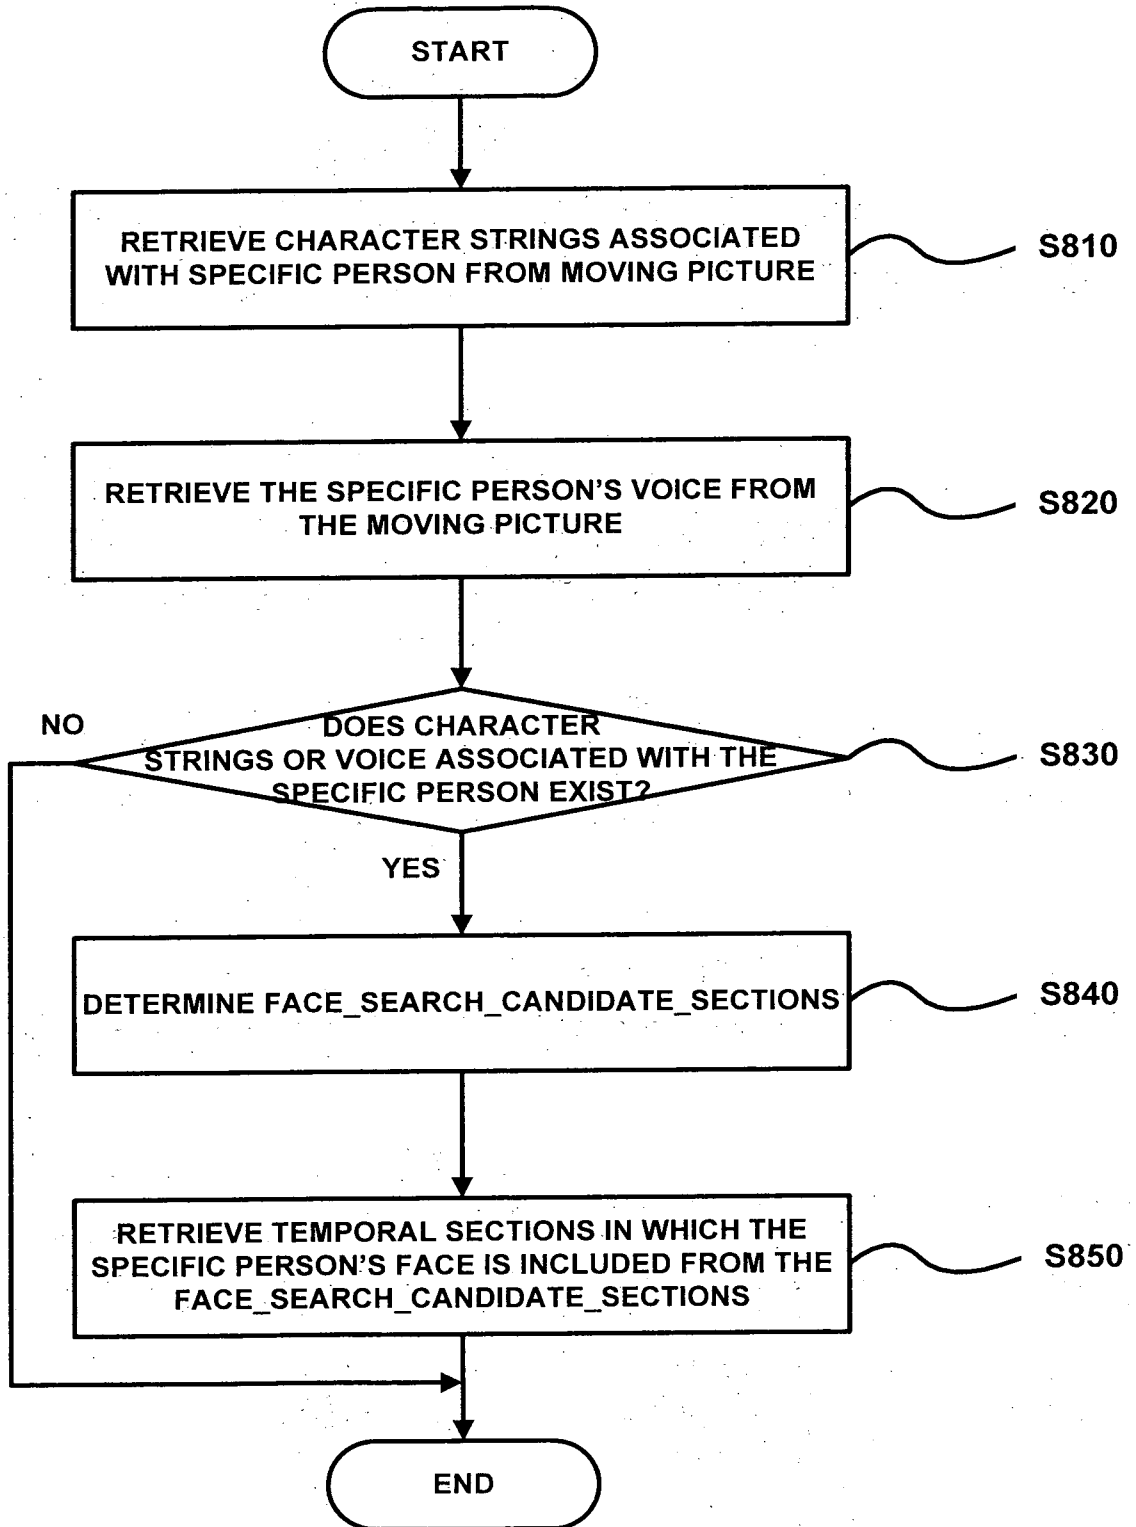 START
RETRIEVE CHARACTER STRINGS ASSOCIATED
WITH SPECIFIC PERSON FROM MOVING PICTURE
S810
RETRIEVE THE SPECIFIC PERSON'S VOICE FROM
THE MOVING PICTURE
S820
NO
DOES CHARACTER
STRINGS OR VOICE ASSOCIATED WITH THE
SPECIFIC PERSON EXIST?
S830
YES
DETERMINE FACE_SEARCH_CANDIDATE_SECTIONS
S840
RETRIEVE TEMPORAL SECTIONS IN WHICH THE
SPECIFIC PERSON'S FACE IS INCLUDED FROM THE
FACE_SEARCH_CANDIDATE_SECTIONS
S850
END